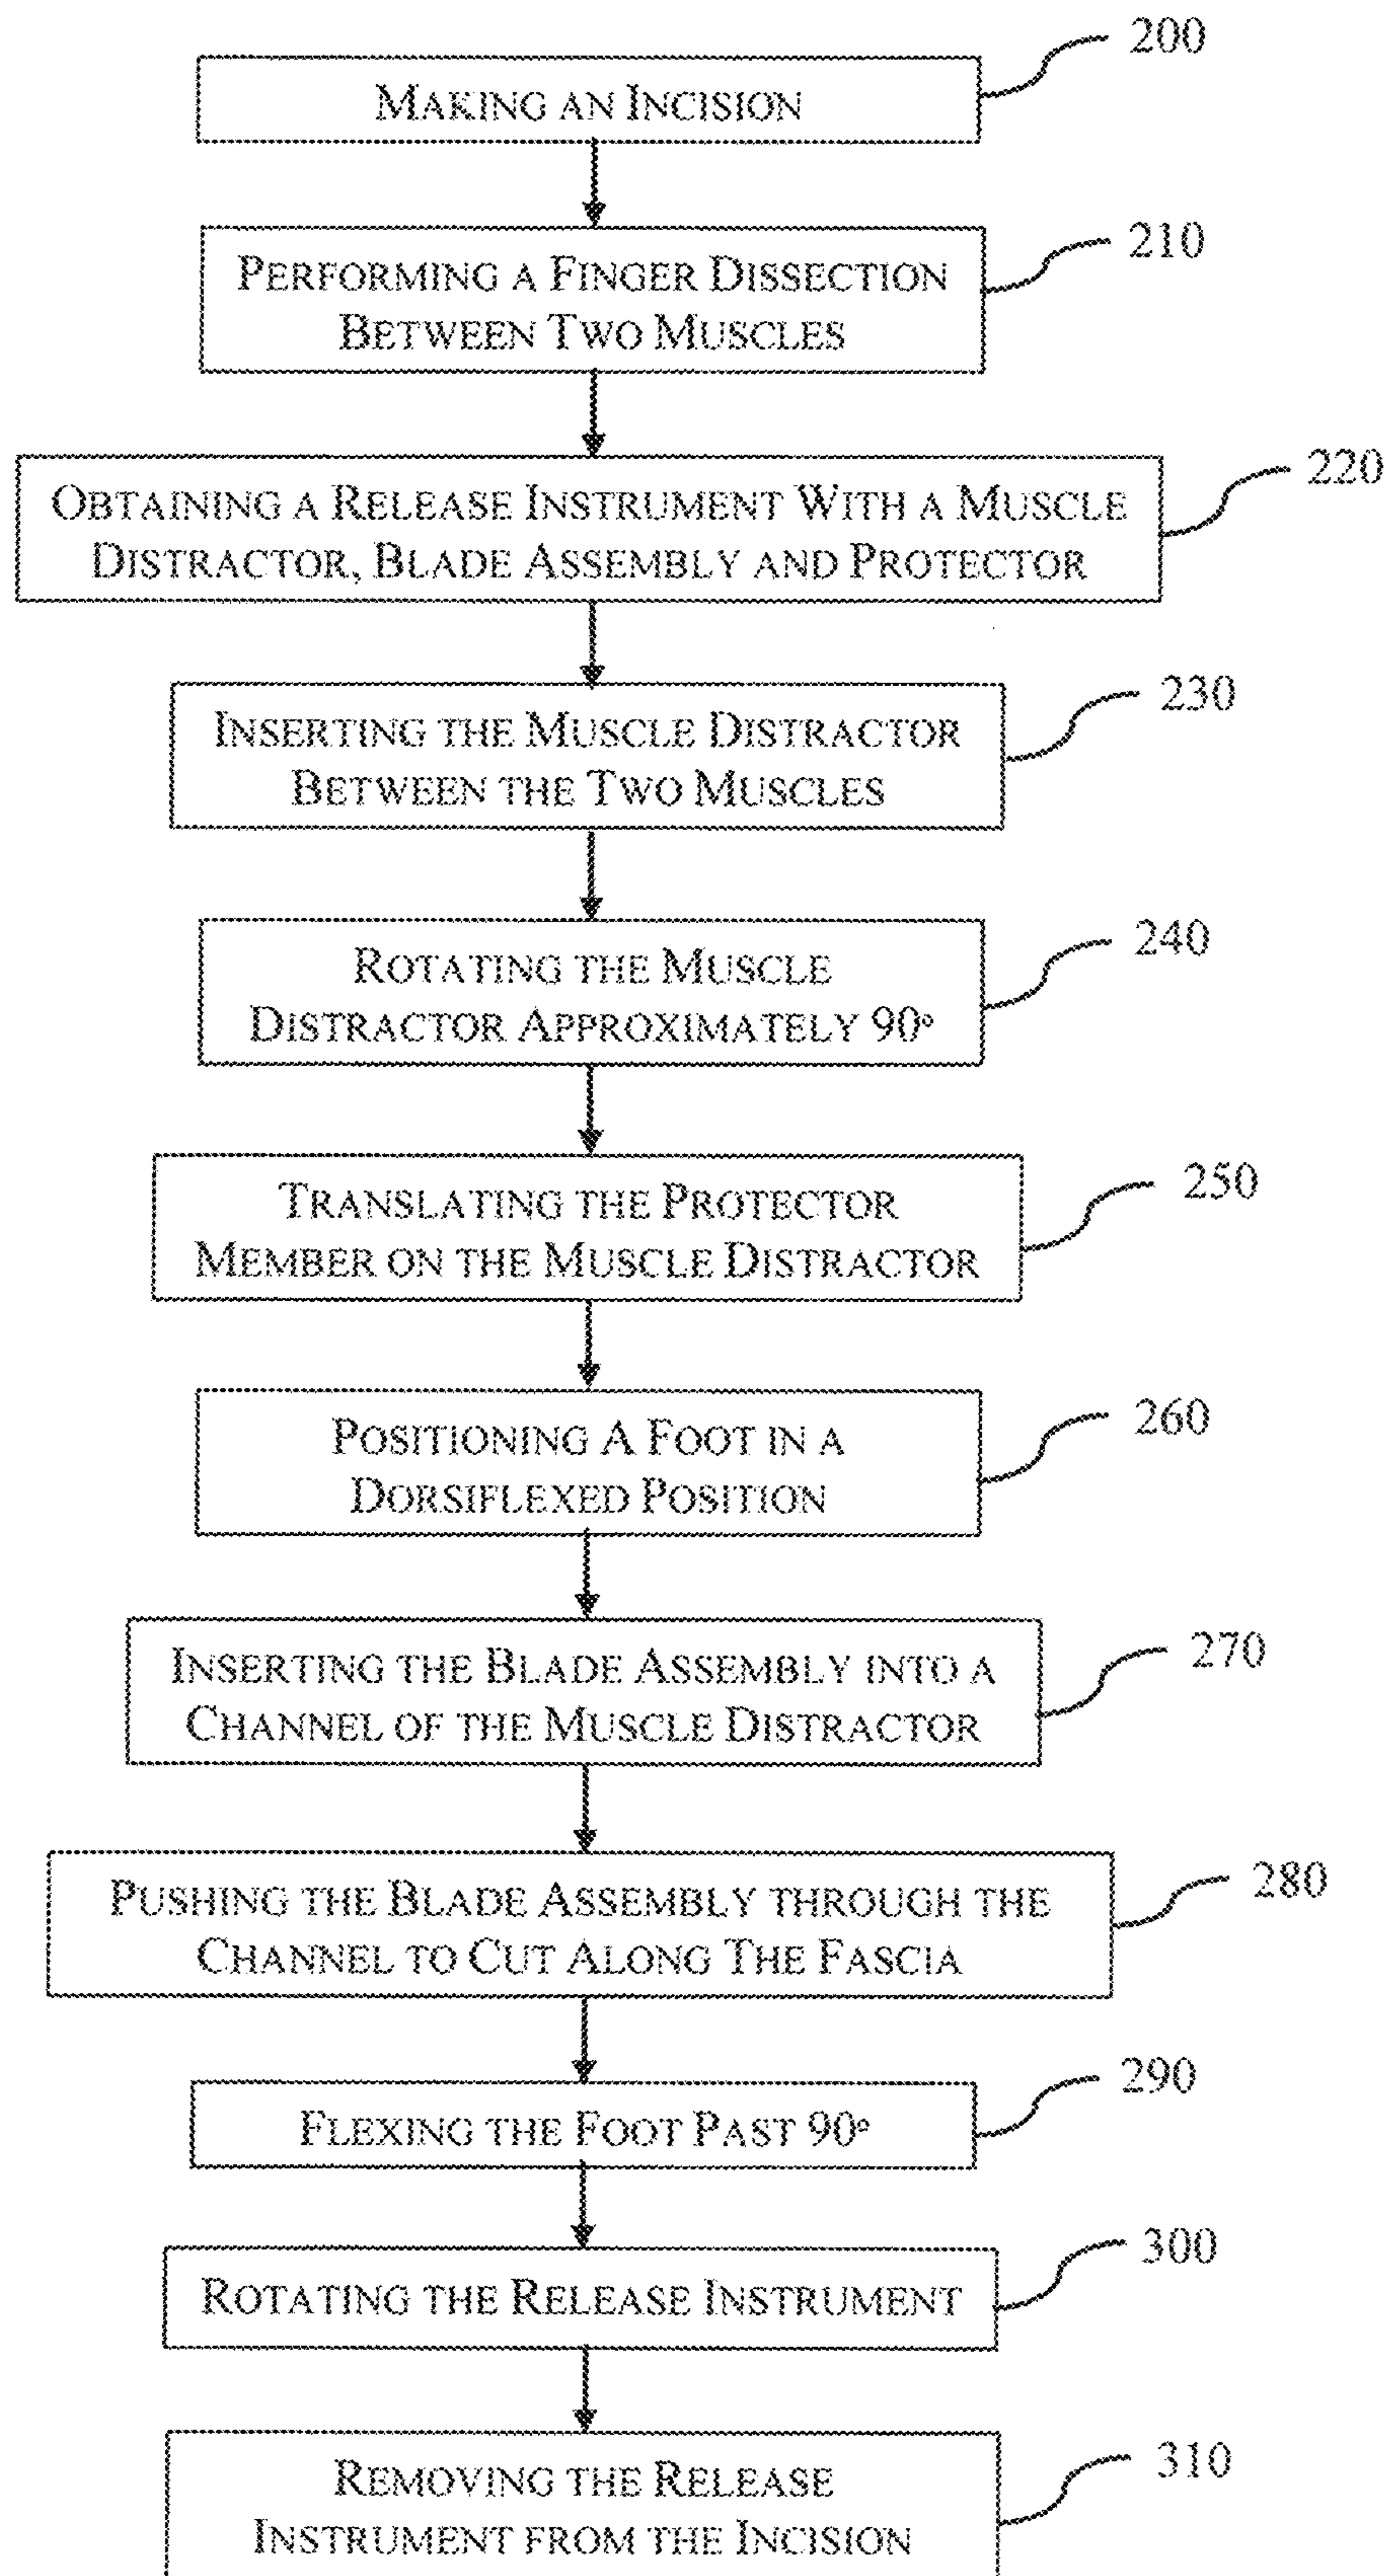 200
MAKING AN INCISION
210
PERFORMING A FINGER DISSECTION
BETWEEN TWO MUSCLES
220
OBTAINING A RELEASE INSTRUMENT WITH A MUSCLE
DISTRACTOR, BLADE ASSEMBLY AND PROTECTOR
230
INSERTING THE MUSCLE DISTRACTOR
BETWEEN THE TWO MUSCLES
240
ROTATING THE MUSCLE
DISTRACTOR APPROXIMATELY 90°
250
TRANSLATING THE PROTECTOR
MEMBER ON THE MUSCLE DISTRACTOR
260
POSITIONING A FOOT IN A
DORSIFLEXED POSITION
270
INSERTING THE BLADE ASSEMBLY INTO A
CHANNEL OF THE MUSCLE DISTRACTOR
280
PUSHING THE BLADE ASSEMBLY THROUGH THE
CHANNEL TO CUT ALONG THE FASCIA
290
FLEXING THE FOOT PAST 90°
300
ROTATING THE RELEASE INSTRUMENT
310
REMOVING THE RELEASE
INSTRUMENT FROM THE INCISION